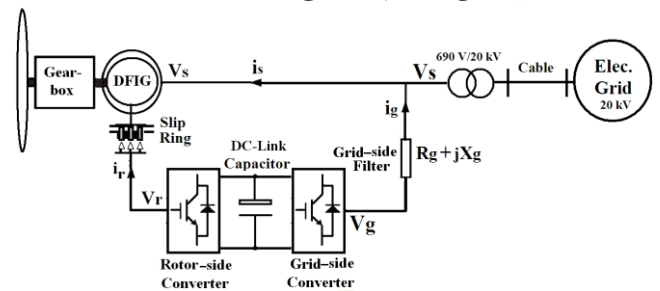 690 V/20 kV
Gear-
box
DFIG
Vs
is
Vs
Cable
Elec.
Grid
20 kV
ig
Slip
Ring
DC-Link
Capacitor
Grid-side
Filter
Rg + jXg
ir
Vr
Vg
Rotor-side
Converter
Grid-side
Converter